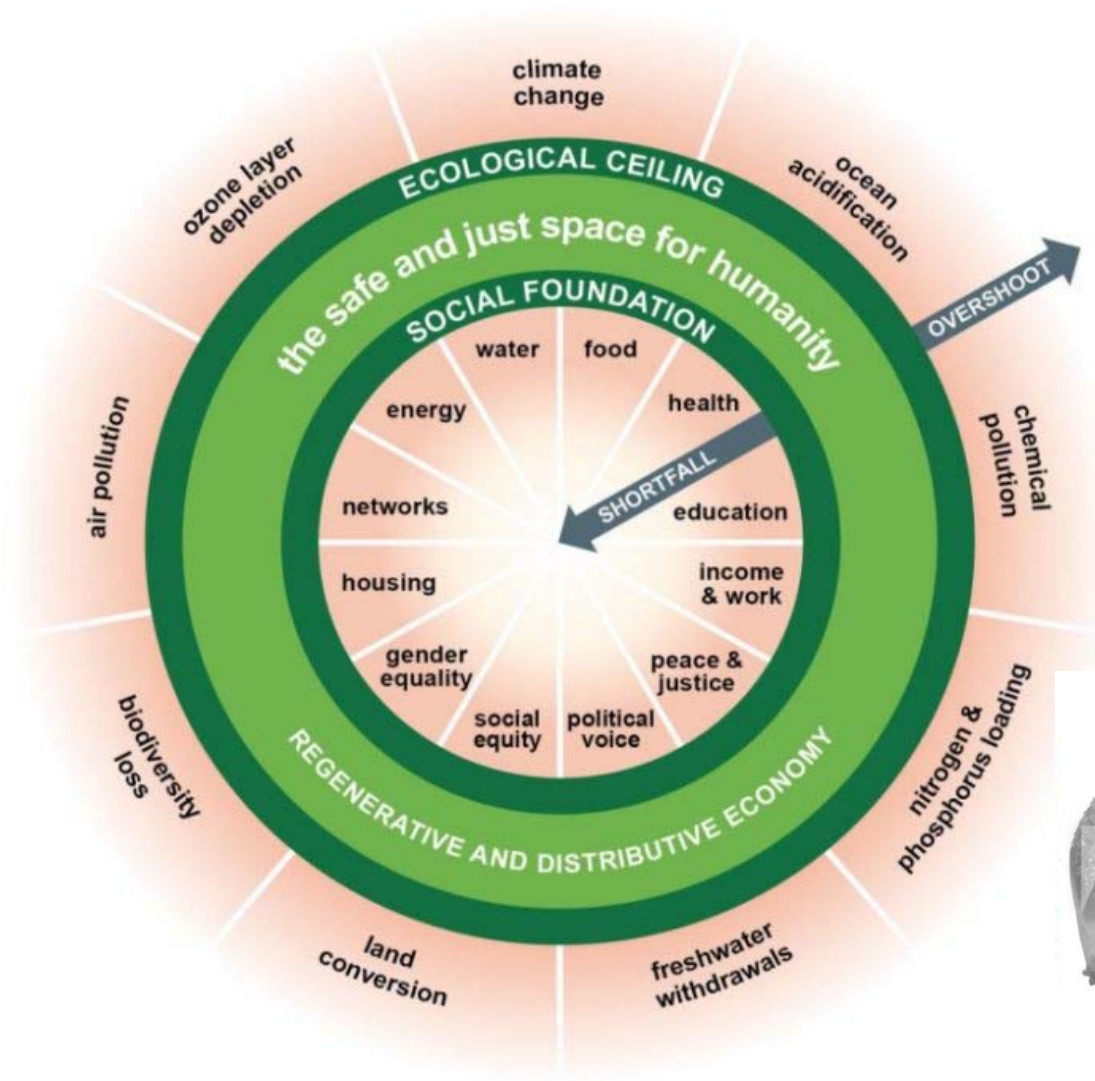 climate
change
ozone layer
depletion
ocean
acidification
ECOLOGICAL CEILING
the safe and just space for humanity
OVERSHOOT
SOCIAL FOUNDATION
water
food
energy
health
SHORTFALL
air pollution
chemical
pollution
networks
education
housing
income
& work
gender
equality
peace &
justice
social
equity
political
voice
biodiversity
loss
nitrogen &
phosphorus loading
REGENERATIVE AND DISTRIBUTIVE ECONOMY
land
conversion
freshwater
withdrawals